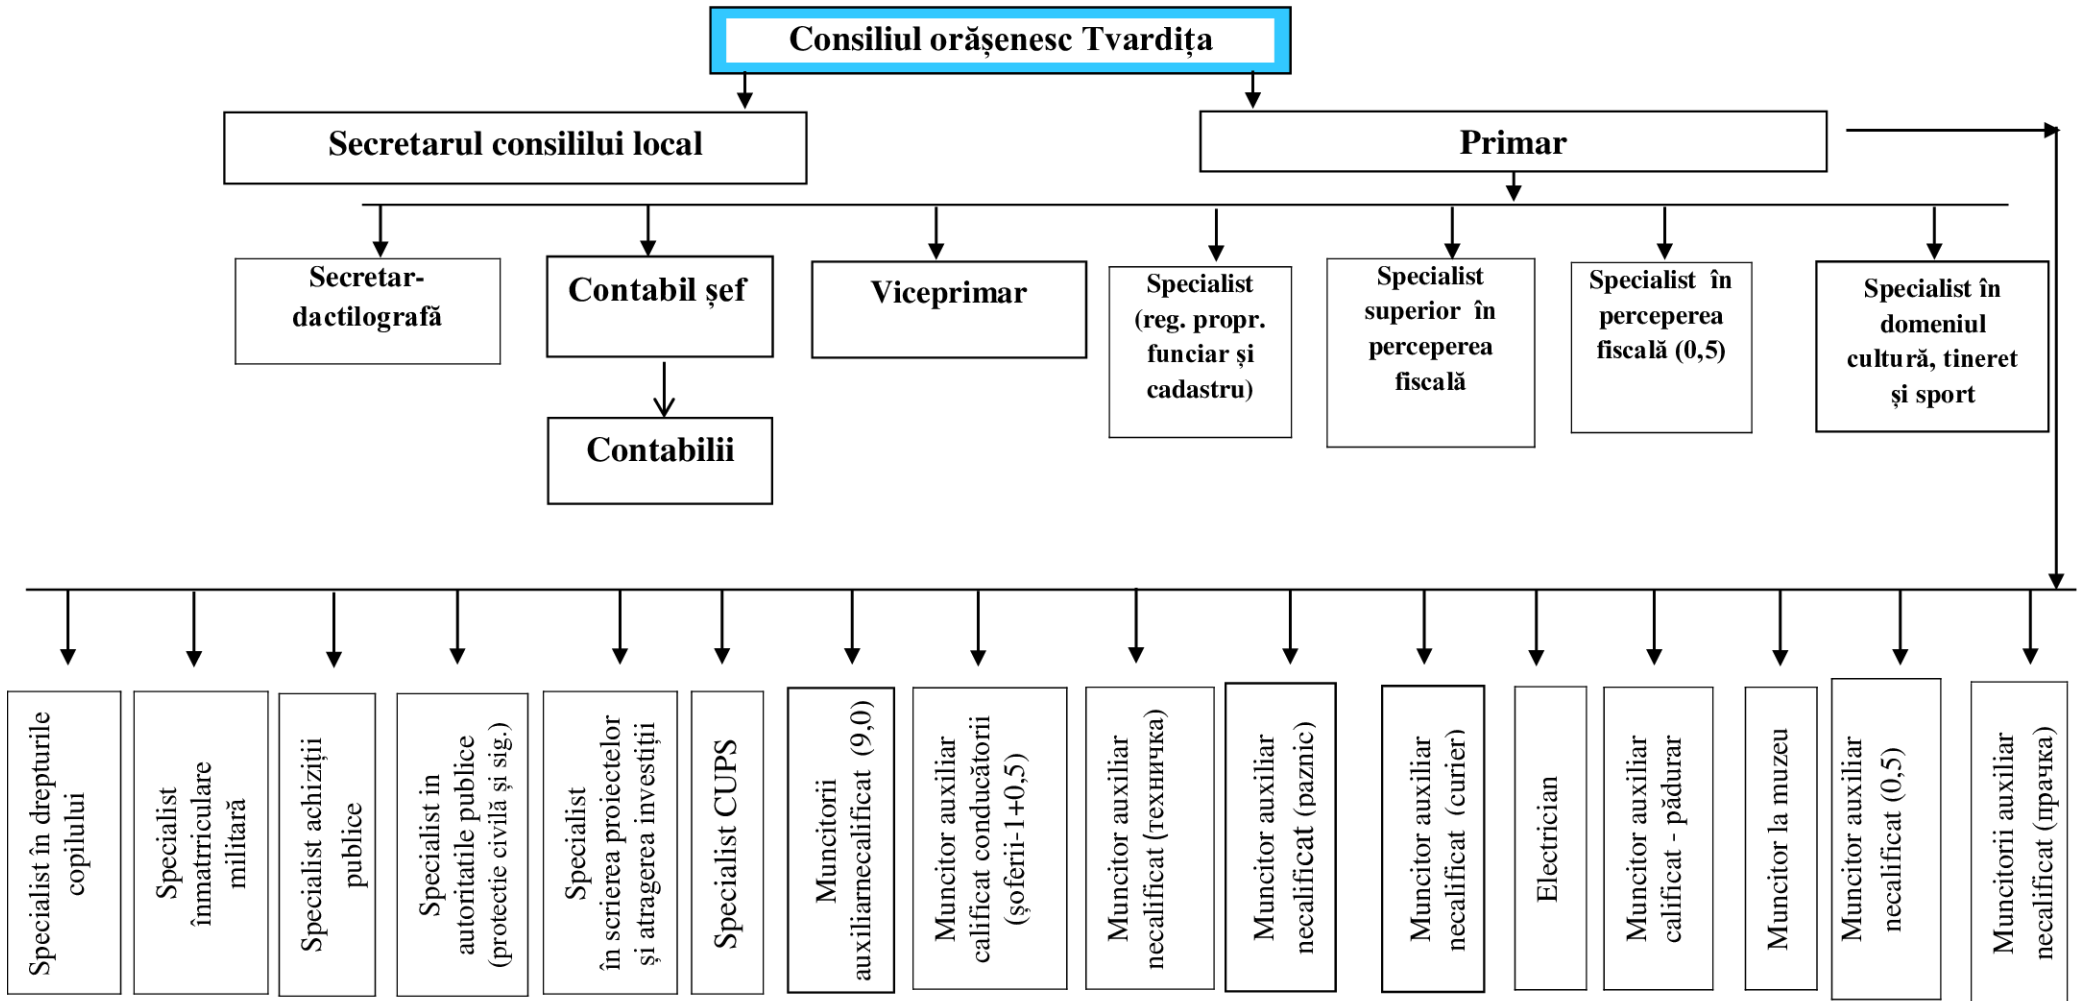 Consiliul orășenesc Tvardița
Secretarul consililui local
Primar
Secretar-
dactilografă
Contabil șef
Viceprimar
Specialist
(reg. propr.
funciar și
cadastru)
Specialist
superior în
perceperea
fiscală
Specialist în
perceperea
fiscală (0,5)
Specialist în
domeniul
cultură, tineret
și sport
Contabilii
Specialist în drepturile
copilului
Specialist
înmatrriculare
militară
Specialist achiziții
publice
Specialist in
autoritatile publice
(protectie civilă și sig.)
Specialist
în scrierea proiectelor
și atragerea investiții
Specialist CUPS
Muncitorii
auxiliarnecalificat (9,0)
Muncitor auxiliar
calificat conducătorii
(șoferii-1+0,5)
Muncitor auxiliar
necalificat (техничка)
Muncitor auxiliar
necalificat (paznic)
Muncitor auxiliar
necalificat (curier)
Electrician
Muncitor auxiliar
calificat - pădurar
Muncitor la muzeu
Muncitor auxiliar
necalificat (0,5)
Muncitorii auxiliar
necalificat (прачка)